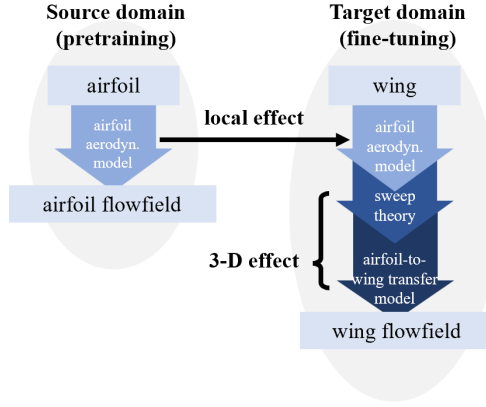 Source domain
(pretraining)
airfoil
airfoil
aerodyn.
model
airfoil flowfield
local effect
Target domain
(fine-tuning)
wing
airfoil
aerodyn.
model
sweep
theory
3-D effect
airfoil-to-
wing transfer
model
wing flowfield